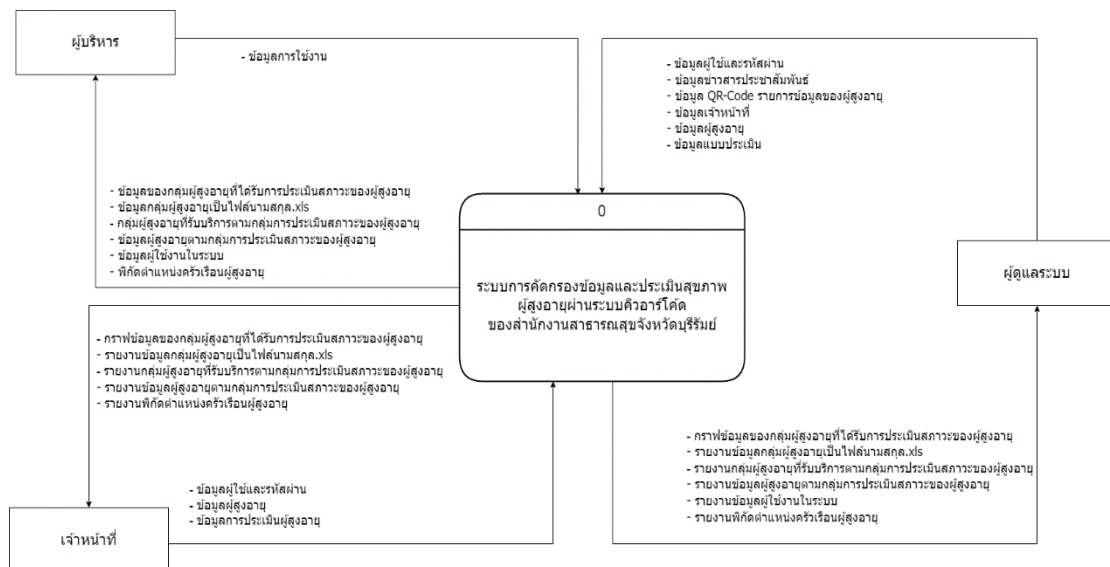 ผู้บริหาร
- ข้อมูลการใช้งาน
- ข้อมูลผู้ใช้และรหัสผ่าน
- ข้อมูลข่าวสารประชาสัมพันธ์
- ข้อมูล QR-Code รายการข้อมูลของผู้สูงอายุ
- ข้อมูลเจ้าหน้าที่
- ข้อมูลผู้สูงอายุ
- ข้อมูลแบบประเมิน
- ข้อมูลของกลุ่มผู้สูงอายุที่ได้รับการประเมินสภาวะของผู้สูงอายุ
- ข้อมูลกลุ่มผู้สูงอายุเป็นไฟล์นามสกุล.xls
- กลุ่มผู้สูงอายุที่รับบริการตามกลุ่มการประเมินสภาวะของผู้สูงอายุ
- ข้อมูลผู้สูงอายุตามกลุ่มการประเมินสภาวะของผู้สูงอายุ
- ข้อมูลผู้ใช้งานในระบบ
- พิกัดตำแหน่งครัวเรือนผู้สูงอายุ
0
ระบบการคัดกรองข้อมูลและประเมินสุขภาพ
ผู้สูงอายุผ่านระบบคิวอาร์โค้ด
ของสำนักงานสาธารณสุขจังหวัดบุรีรัมย์
ผู้ดูแลระบบ
- กราฟข้อมูลของกลุ่มผู้สูงอายุที่ได้รับการประเมินสภาวะของผู้สูงอายุ
- รายงานข้อมูลกลุ่มผู้สูงอายุเป็นไฟล์นามสกุล.xls
- รายงานกลุ่มผู้สูงอายุที่รับบริการตามกลุ่มการประเมินสภาวะของผู้สูงอายุ
- รายงานข้อมูลผู้สูงอายุตามกลุ่มการประเมินสภาวะของผู้สูงอายุ
- รายงานพิกัดตำแหน่งครัวเรือนผู้สูงอายุ
- กราฟข้อมูลของกลุ่มผู้สูงอายุที่ได้รับการประเมินสภาวะของผู้สูงอายุ
- รายงานข้อมูลกลุ่มผู้สูงอายุเป็นไฟล์นามสกุล.xls
- รายงานกลุ่มผู้สูงอายุที่รับบริการตามกลุ่มการประเมินสภาวะของผู้สูงอายุ
- รายงานข้อมูลผู้สูงอายุตามกลุ่มการประเมินสภาวะของผู้สูงอายุ
- รายงานข้อมูลผู้ใช้งานในระบบ
- รายงานพิกัดตำแหน่งครัวเรือนผู้สูงอายุ
- ข้อมูลผู้ใช้และรหัสผ่าน
- ข้อมูลผู้สูงอายุ
- ข้อมูลการประเมินผู้สูงอายุ
เจ้าหน้าที่